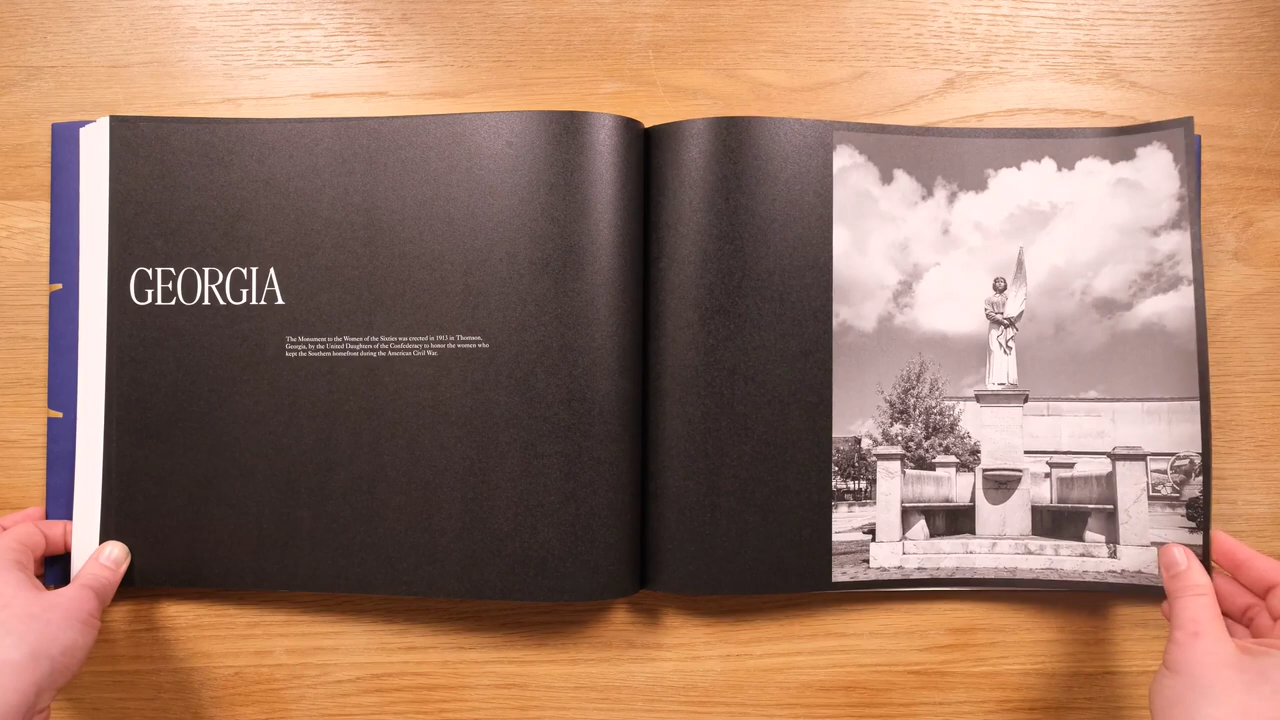 GEORGIA
The Monument to the Women of the Sixties was erected in 1913 in Thomson,
Georgia, by the United Daughters of the Confederacy to honor the women who
kept the Southern homefront during the American Civil War.